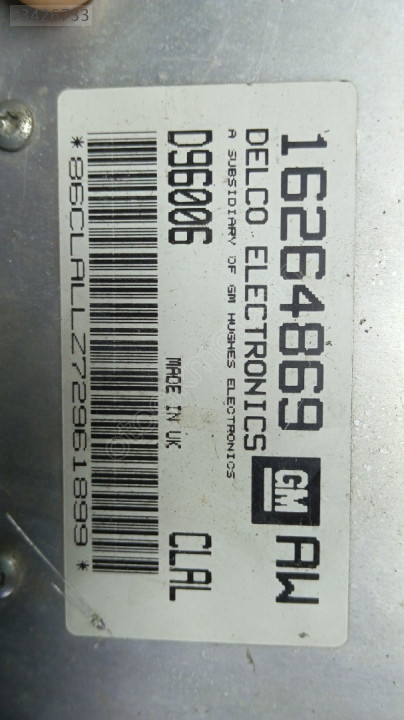 16264869 GM AW
DELCO ELECTRONICS
A SUBSIDIARY OF GM HUGHES ELECTRONICS
D96006 MADE IN UK CLAL
*86CLALLZ72961899*